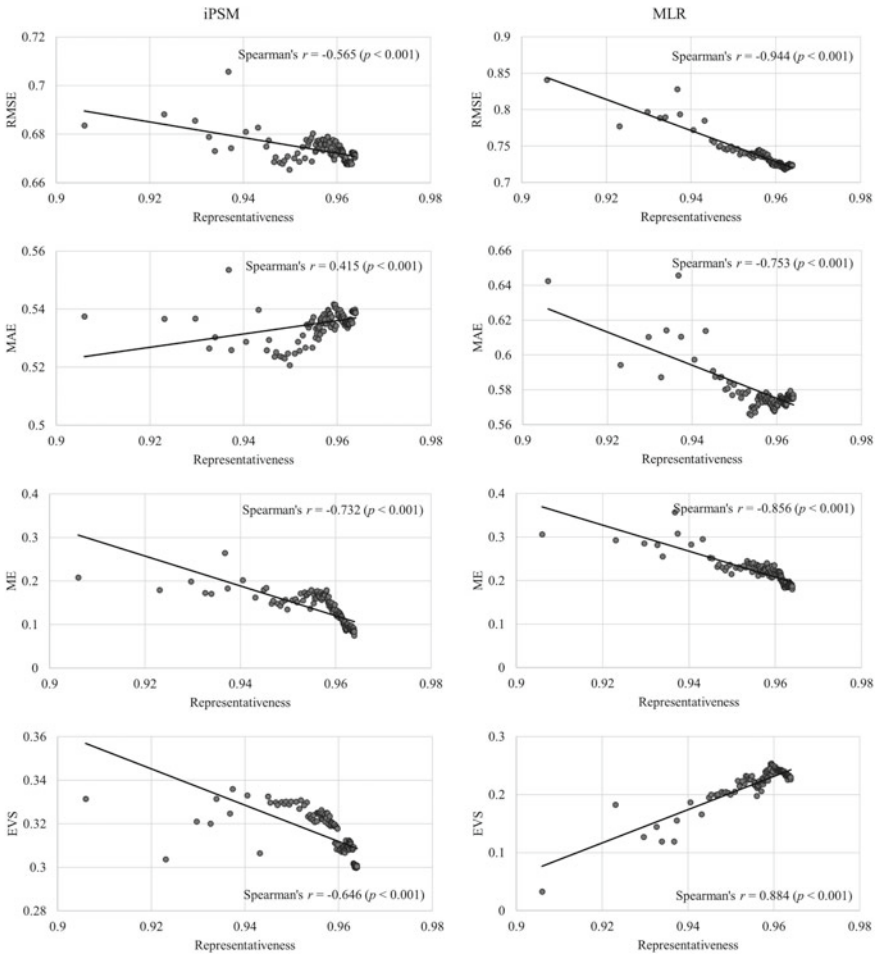 iPSM
MLR
Spearman's r = -0.565 (p < 0.001)
0.72
0.7
0.68
0.66
RMSE
0.9 0.92 0.94 0.96 0.98
Representativeness
Spearman's r = -0.944 (p < 0.001)
0.9
0.85
0.8
0.75
0.7
RMSE
0.9 0.92 0.94 0.96 0.98
Representativeness
Spearman's r = 0.415 (p < 0.001)
0.56
0.54
0.52
0.5
MAE
0.9 0.92 0.94 0.96 0.98
Representativeness
Spearman's r = -0.753 (p < 0.001)
0.66
0.64
0.62
0.6
0.58
0.56
MAE
0.9 0.92 0.94 0.96 0.98
Representativeness
Spearman's r = -0.732 (p < 0.001)
0.4
0.3
0.2
0.1
0
ME
0.9 0.92 0.94 0.96 0.98
Representativeness
Spearman's r = -0.856 (p < 0.001)
0.4
0.3
0.2
0.1
0
ME
0.9 0.92 0.94 0.96 0.98
Representativeness
0.36
0.34
0.32
0.3
0.28
EVS
Spearman's r = -0.646 (p < 0.001)
0.9 0.92 0.94 0.96 0.98
Representativeness
0.3
0.2
0.1
0
EVS
Spearman's r = 0.884 (p < 0.001)
0.9 0.92 0.94 0.96 0.98
Representativeness